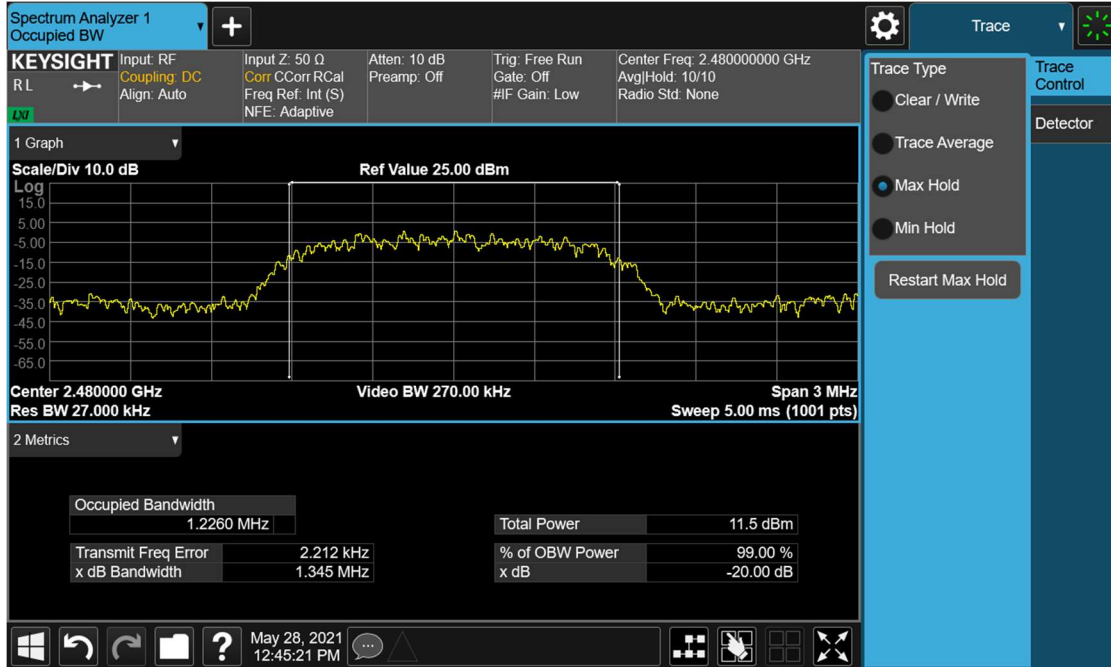 Spectrum Analyzer 1
Occupied BW
+
Trace
KEYSIGHT
R L
LXI
Input: RF
Coupling: DC
Align: Auto
Input Z: 50 Ω
Corr CCorr RCal
Freq Ref: Int (S)
NFE: Adaptive
Atten: 10 dB
Preamp: Off
Trig: Free Run
Gate: Off
#IF Gain: Low
Center Freq: 2.480000000 GHz
Avg|Hold: 10/10
Radio Std: None
Trace Type
Clear / Write
Trace Average
Max Hold
Min Hold
Restart Max Hold
Trace
Control
Detector
1 Graph
Scale/Div 10.0 dB
Ref Value 25.00 dBm
Log
15.0
5.00
-5.00
-15.0
-25.0
-35.0
-45.0
-55.0
-65.0
Center 2.480000 GHz
Video BW 270.00 kHz
Span 3 MHz
Res BW 27.000 kHz
Sweep 5.00 ms (1001 pts)
2 Metrics
Occupied Bandwidth
1.2260 MHz
Total Power 11.5 dBm
Transmit Freq Error 2.212 kHz
% of OBW Power 99.00 %
x dB Bandwidth 1.345 MHz
x dB -20.00 dB
?
May 28, 2021
12:45:21 PM